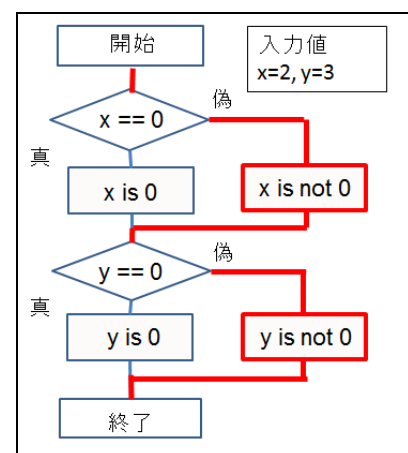 開始
入力値
x=2, y=3
偽
x == 0
真
x is 0
x is not 0
偽
y == 0
真
y is 0
y is not 0
終了